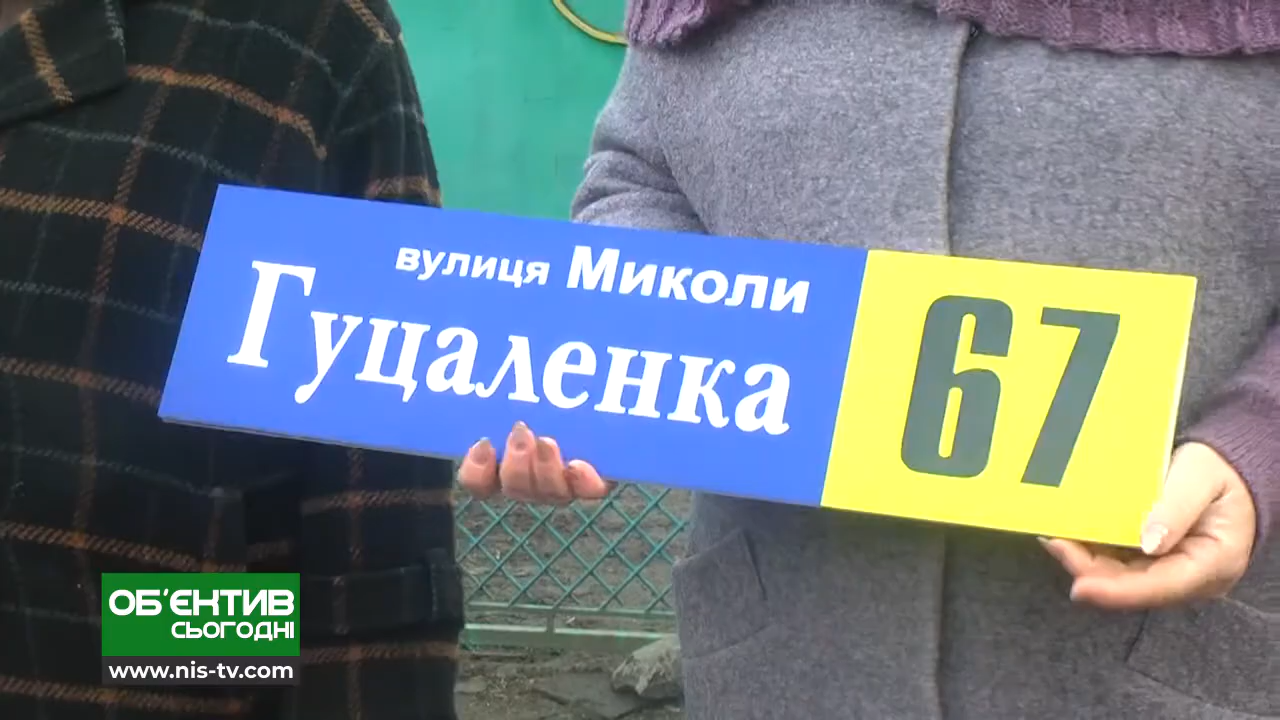 вулиця Миколи
Гуцаленка
67
ОБ'ЄКТИВ
СЬОГОДНІ
www.nis-tv.com